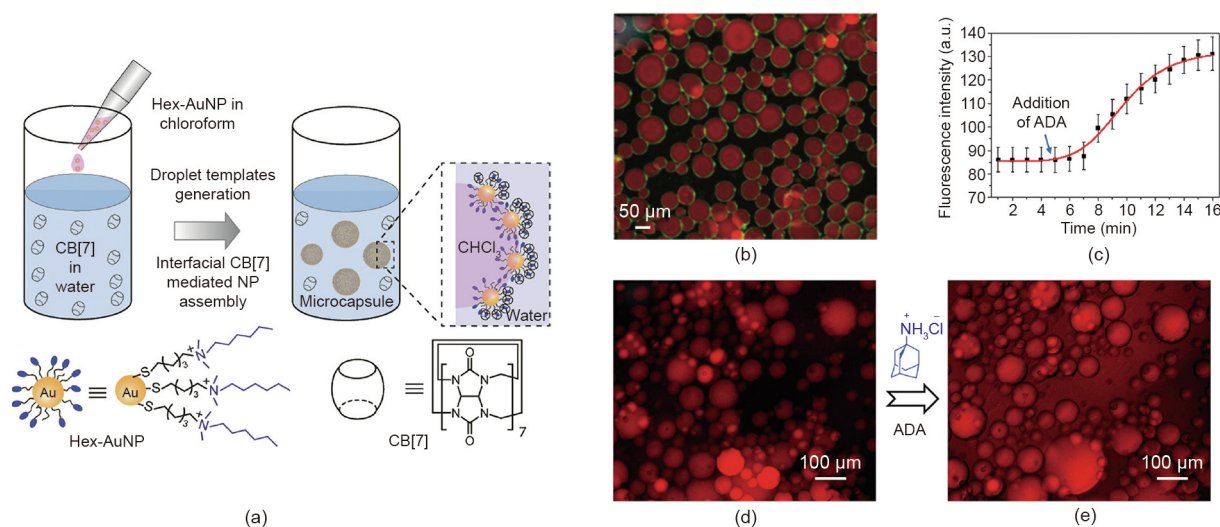 Hex-AuNP in
chloroform
CB[7]
in
water
Droplet templates
generation
Interfacial CB[7]
mediated NP
assembly
Microcapsule
CHCl3
Water
Au
≡
Au
S
3
+
N
S
3
+
N
S
3
+
N
Hex-AuNP
CB[7]
≡
O
N N
N N
O
7
(a)
50 μm
(b)
Fluorescence intensity (a.u.)
140
130
120
110
100
90
80
70
Addition
of ADA
2 4 6 8 10 12 14 16
Time (min)
(c)
100 μm
(d)
+ −
NH3Cl
ADA
100 μm
(e)